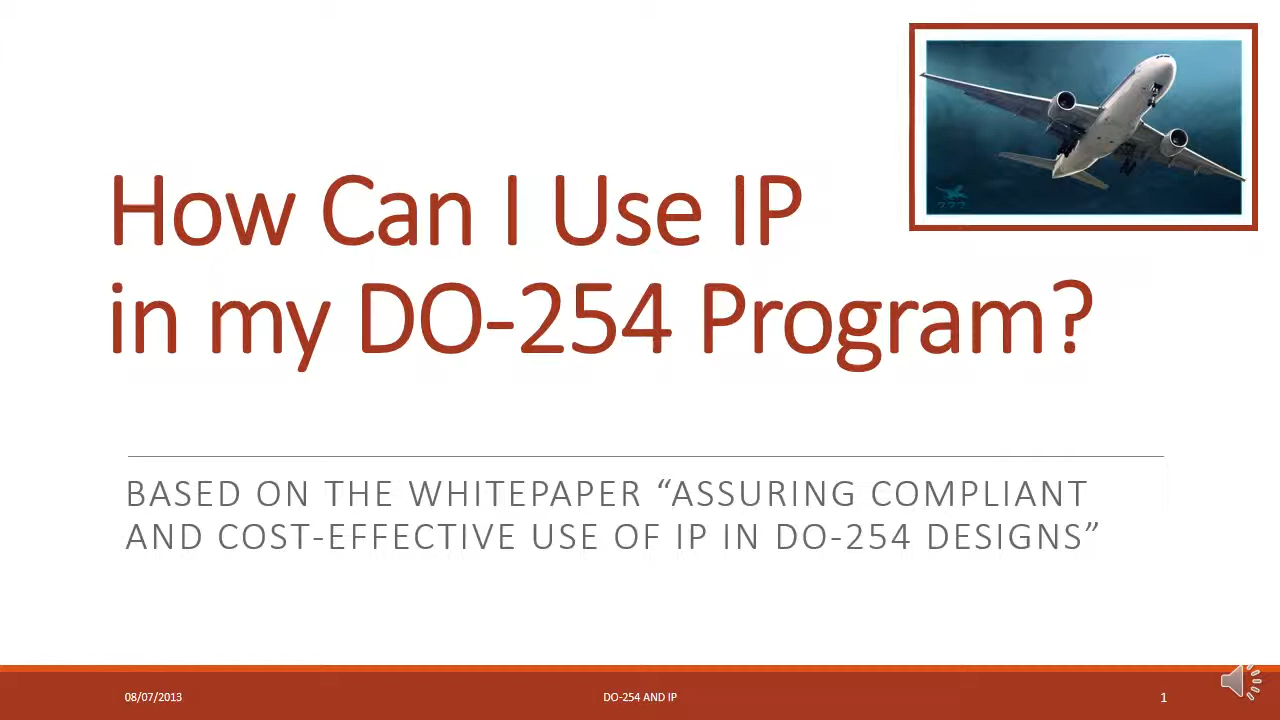 How Can I Use IP
in my DO-254 Program?
BASED ON THE WHITEPAPER “ASSURING COMPLIANT
AND COST-EFFECTIVE USE OF IP IN DO-254 DESIGNS”
08/07/2013
DO-254 AND IP
1